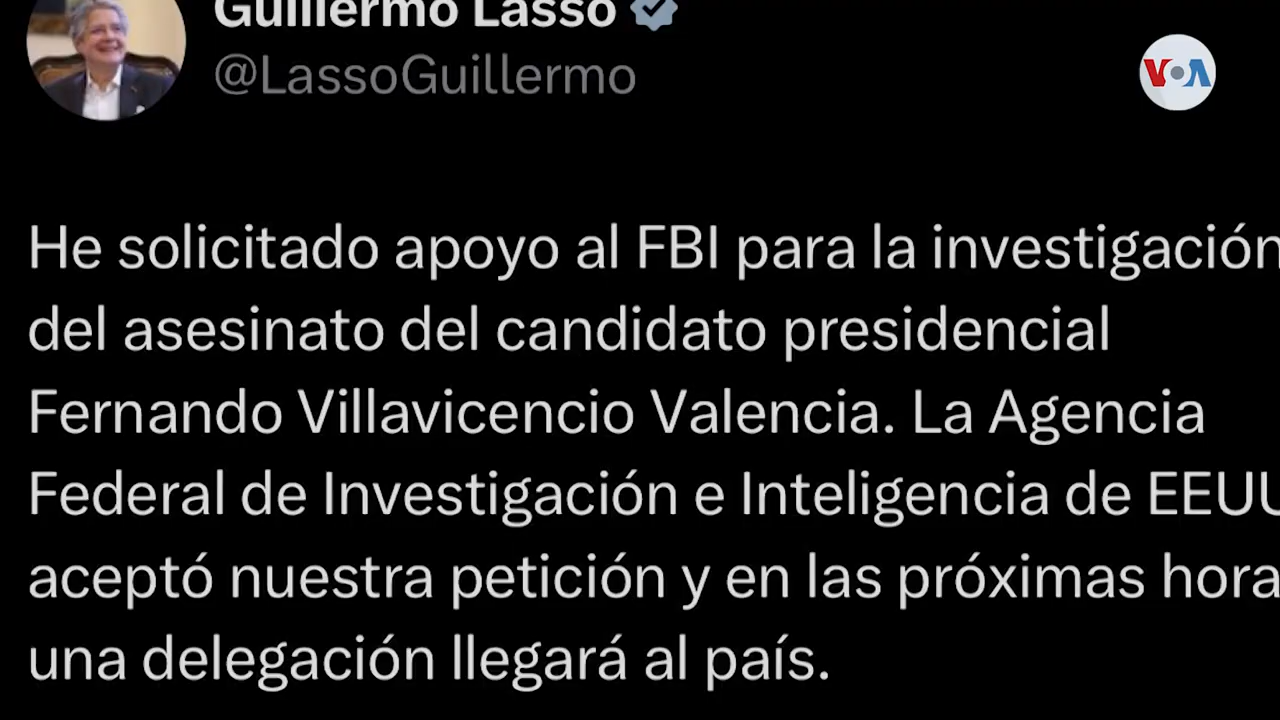 Guillermo Lasso
@LassoGuillermo
VOA
He solicitado apoyo al FBI para la investigación
del asesinato del candidato presidencial
Fernando Villavicencio Valencia. La Agencia
Federal de Investigación e Inteligencia de EEUU
aceptó nuestra petición y en las próximas hora
una delegación llegará al país.